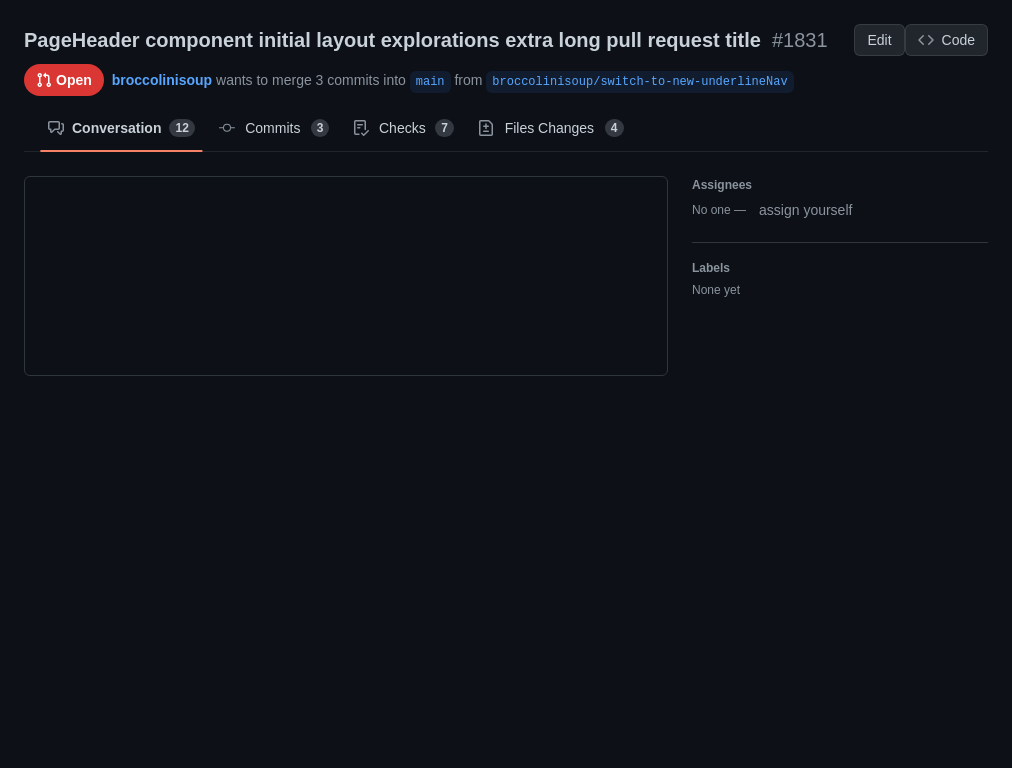 PageHeader component initial layout explorations extra long pull request title #1831 Edit Code
Open broccolinisoup wants to merge 3 commits into main from broccolinisoup/switch-to-new-underlineNav
Conversation 12 Commits 3 Checks 7 Files Changes 4
Assignees
No one — assign yourself
Labels
None yet